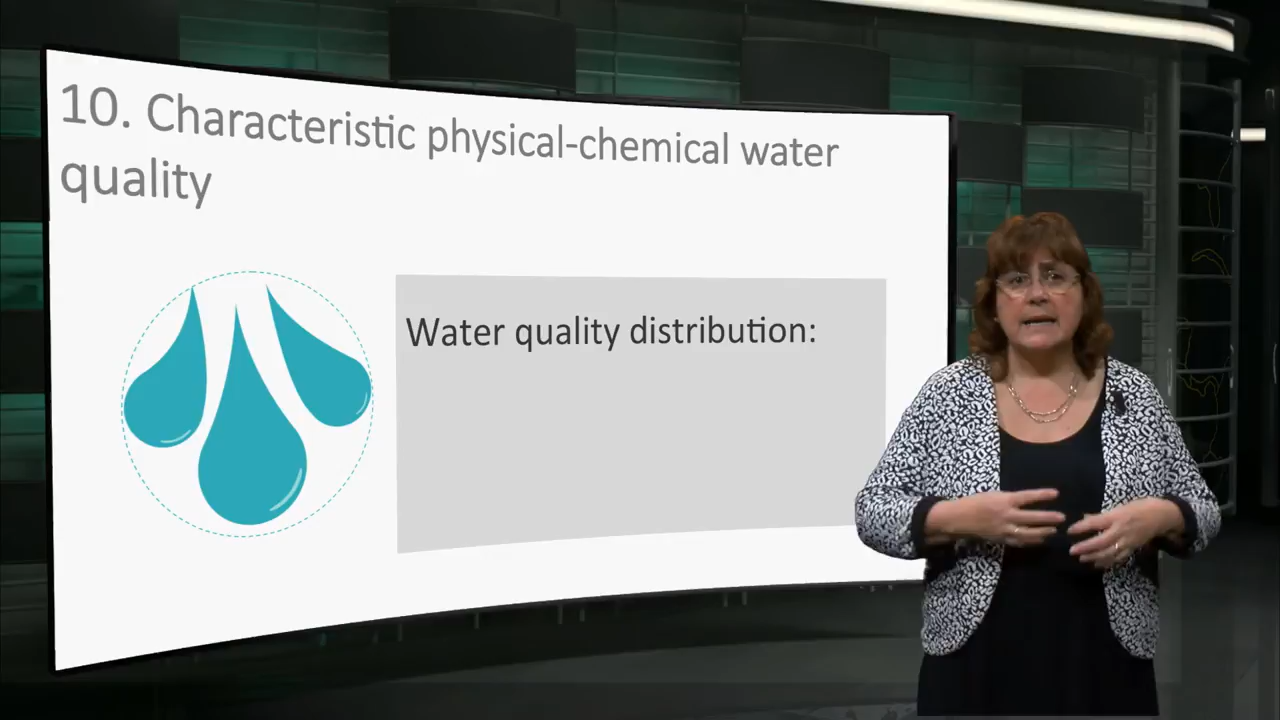 10. Characteristic physical-chemical water
quality
Water quality distribution: